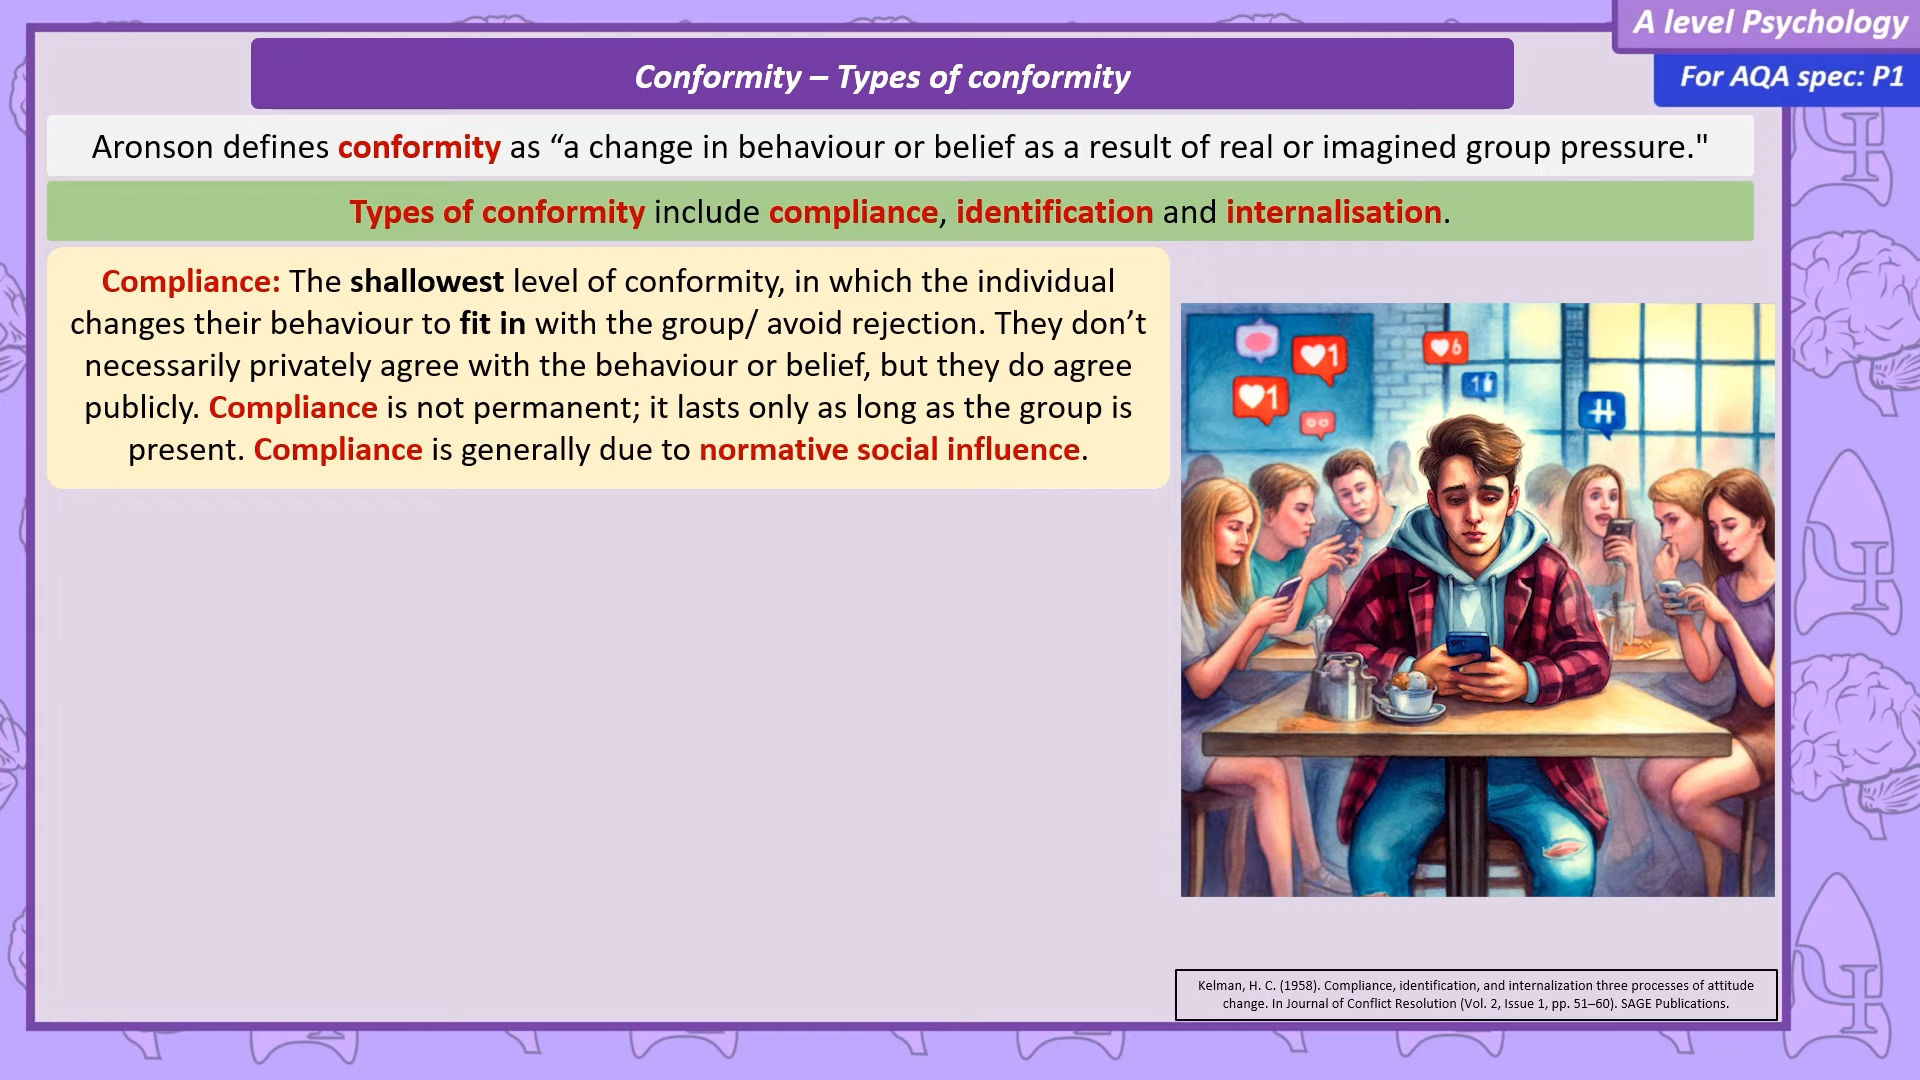 A level Psychology
For AQA spec: P1
Conformity – Types of conformity
Aronson defines conformity as “a change in behaviour or belief as a result of real or imagined group pressure."
Types of conformity include compliance, identification and internalisation.
Compliance: The shallowest level of conformity, in which the individual
changes their behaviour to fit in with the group/ avoid rejection. They don’t
necessarily privately agree with the behaviour or belief, but they do agree
publicly. Compliance is not permanent; it lasts only as long as the group is
present. Compliance is generally due to normative social influence.
1
6
1
1
#
Kelman, H. C. (1958). Compliance, identification, and internalization three processes of attitude
change. In Journal of Conflict Resolution (Vol. 2, Issue 1, pp. 51–60). SAGE Publications.